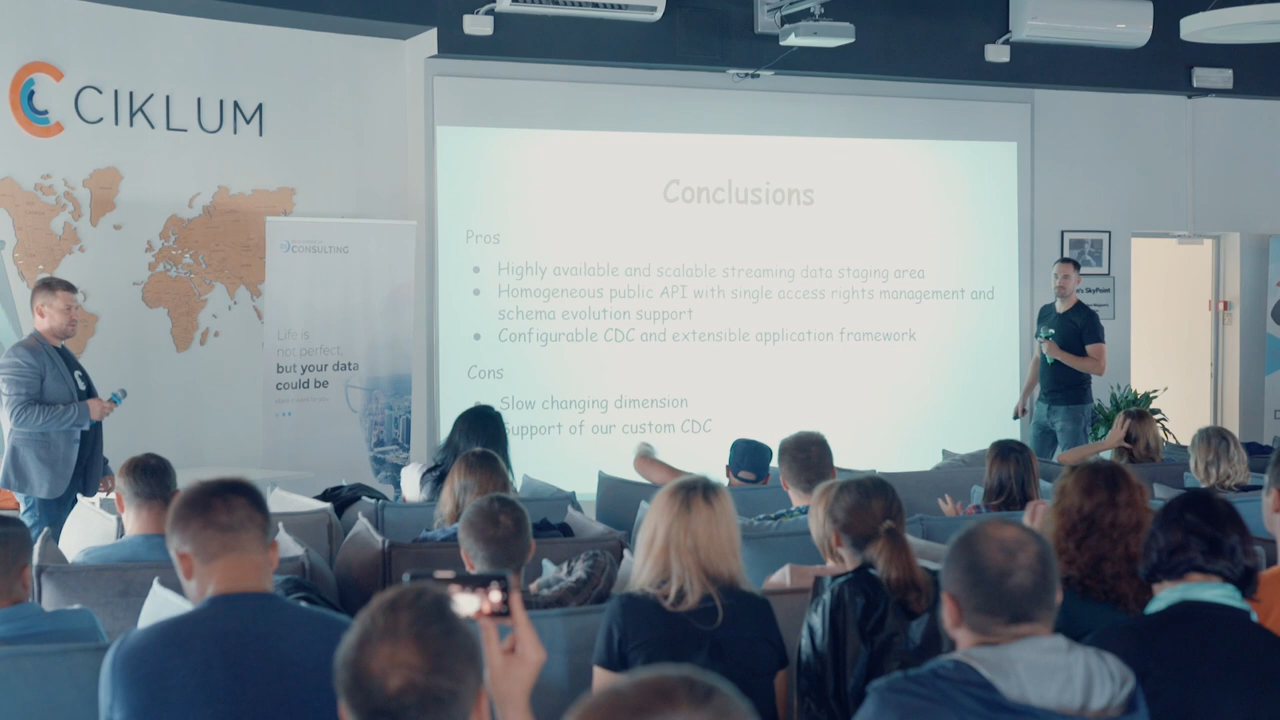 CIKLUM
CONSULTING
Life is
not perfect,
but your data
could be
Conclusions
Pros
● Highly available and scalable streaming data staging area
● Homogeneous public API with single access rights management and
schema evolution support
● Configurable CDC and extensible application framework
Cons
● Slow changing dimension
Support of our custom CDC
SkyPoint